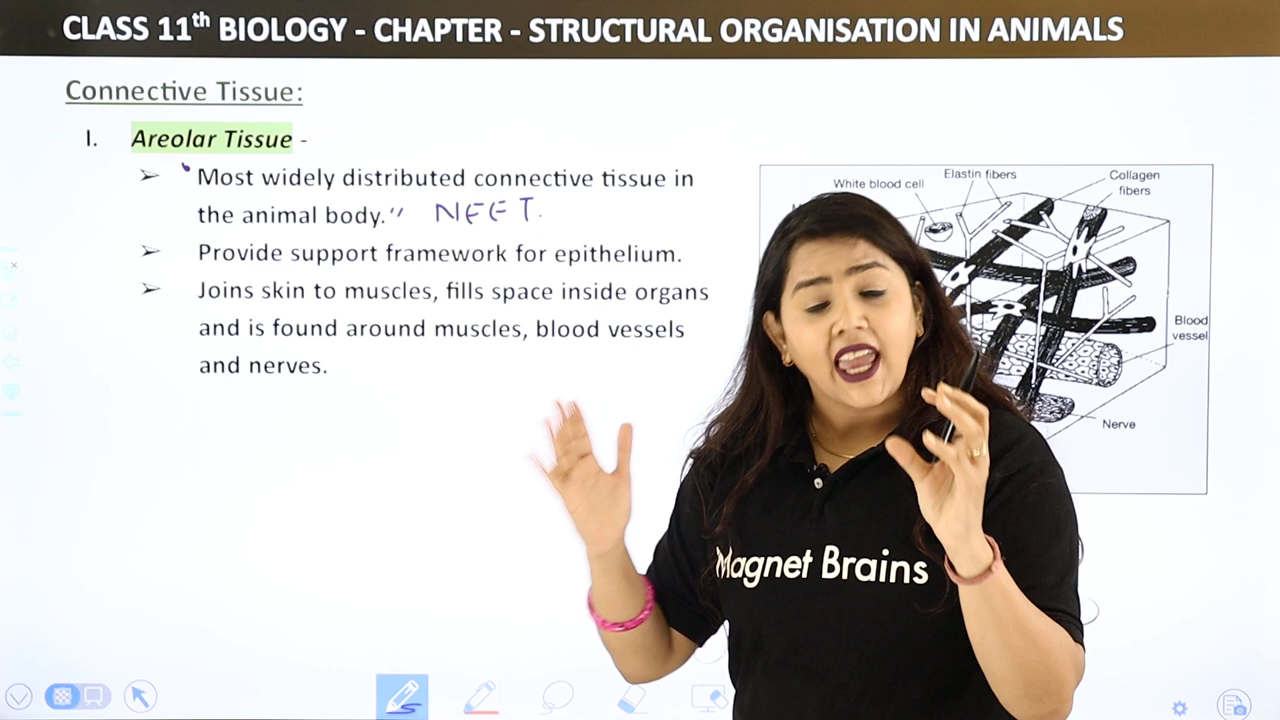 CLASS 11th BIOLOGY - CHAPTER - STRUCTURAL ORGANISATION IN ANIMALS
Connective Tissue:
I. Areolar Tissue -
➢ "Most widely distributed connective tissue in
the animal body." NEET.
➢ Provide support framework for epithelium.
➢ Joins skin to muscles, fills space inside organs
and is found around muscles, blood vessels
and nerves.
White blood cell
Elastin fibers
Collagen
fibers
Blood
vessel
Nerve
Magnet Brains